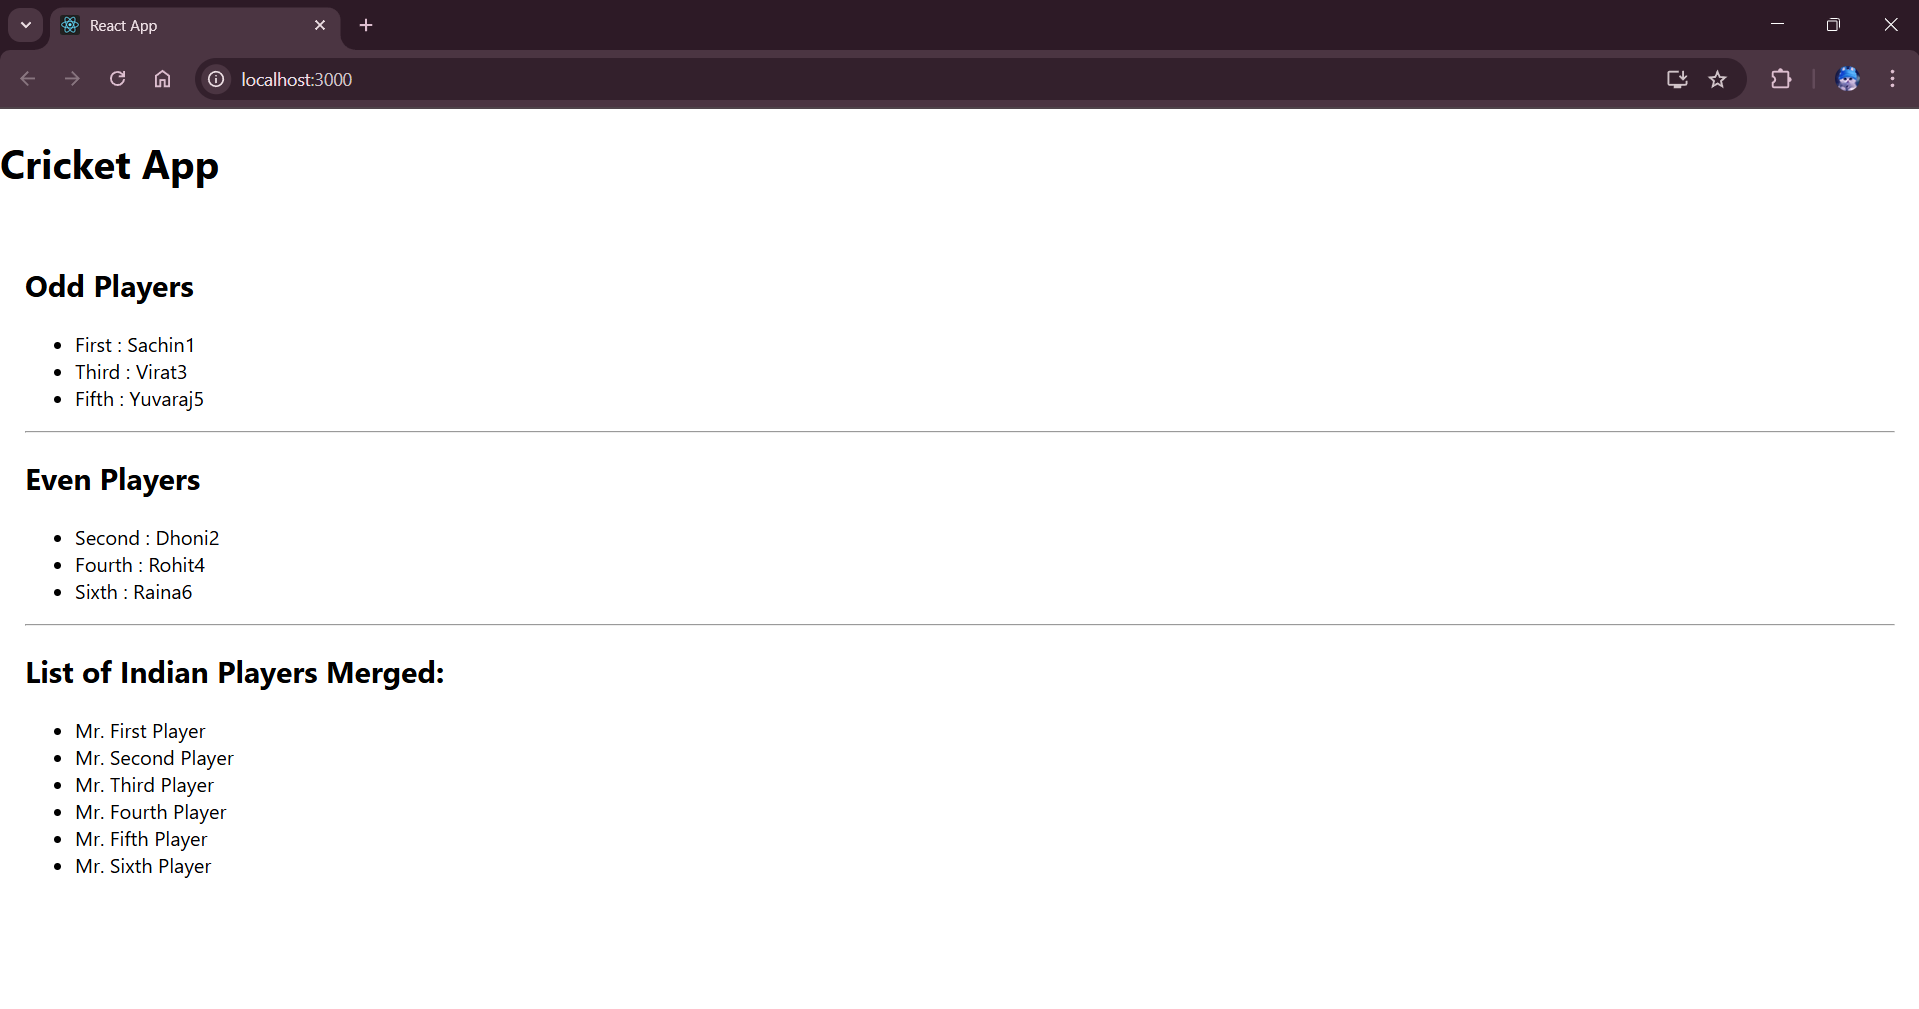 React App
localhost:3000
Cricket App
Odd Players
First : Sachin1
Third : Virat3
Fifth : Yuvaraj5
Even Players
Second : Dhoni2
Fourth : Rohit4
Sixth : Raina6
List of Indian Players Merged:
Mr. First Player
Mr. Second Player
Mr. Third Player
Mr. Fourth Player
Mr. Fifth Player
Mr. Sixth Player